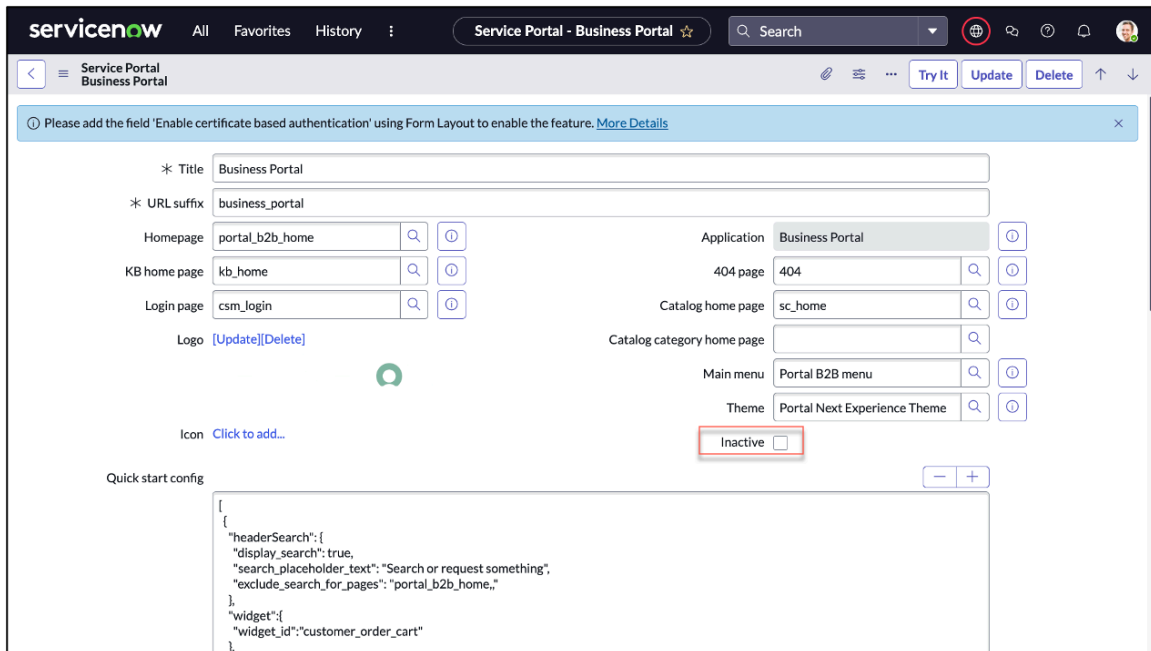 servicenow All Favorites History Service Portal - Business Portal Search
Service Portal
Business Portal
Try It Update Delete
Please add the field 'Enable certificate based authentication' using Form Layout to enable the feature. More Details
Title Business Portal
URL suffix business_portal
Homepage portal_b2b_home
Application Business Portal
KB home page kb_home
404 page 404
Login page csm_login
Catalog home page sc_home
Logo [Update][Delete]
Catalog category home page
Main menu Portal B2B menu
Theme Portal Next Experience Theme
Icon Click to add...
Inactive
Quick start config
[
{
"headerSearch": {
"display_search": true,
"search_placeholder_text": "Search or request something",
"exclude_search_for_pages": "portal_b2b_home,,"
},
"widget":{
"widget_id":"customer_order_cart"
},